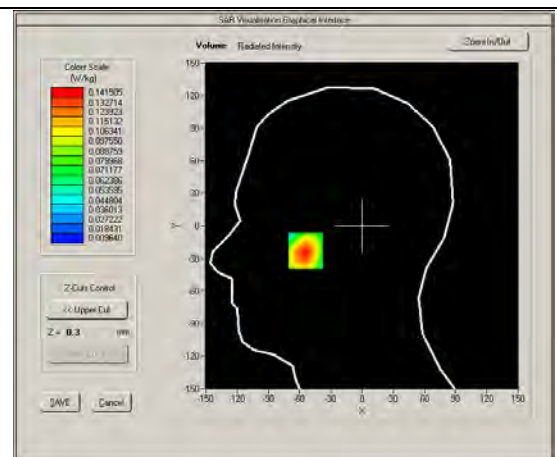 SAR Visualisation Graphical Interface
Volume Radiated Intensity
Zoom In/Out
Colors Scale
(W/kg)
0.141505
0.132714
0.123923
0.115132
0.106341
0.097550
0.088759
0.079968
0.071177
0.062386
0.053595
0.044804
0.036013
0.027222
0.018431
0.009640
150
120
90
60
30
0
-30
-60
-90
-120
-150
Y
-150 -120 -90 -60 -30 0 30 60 90 120 150
X
Z-Cuts Control
<< Upper Cut
Z = 0.3 mm
SAVE Cancel